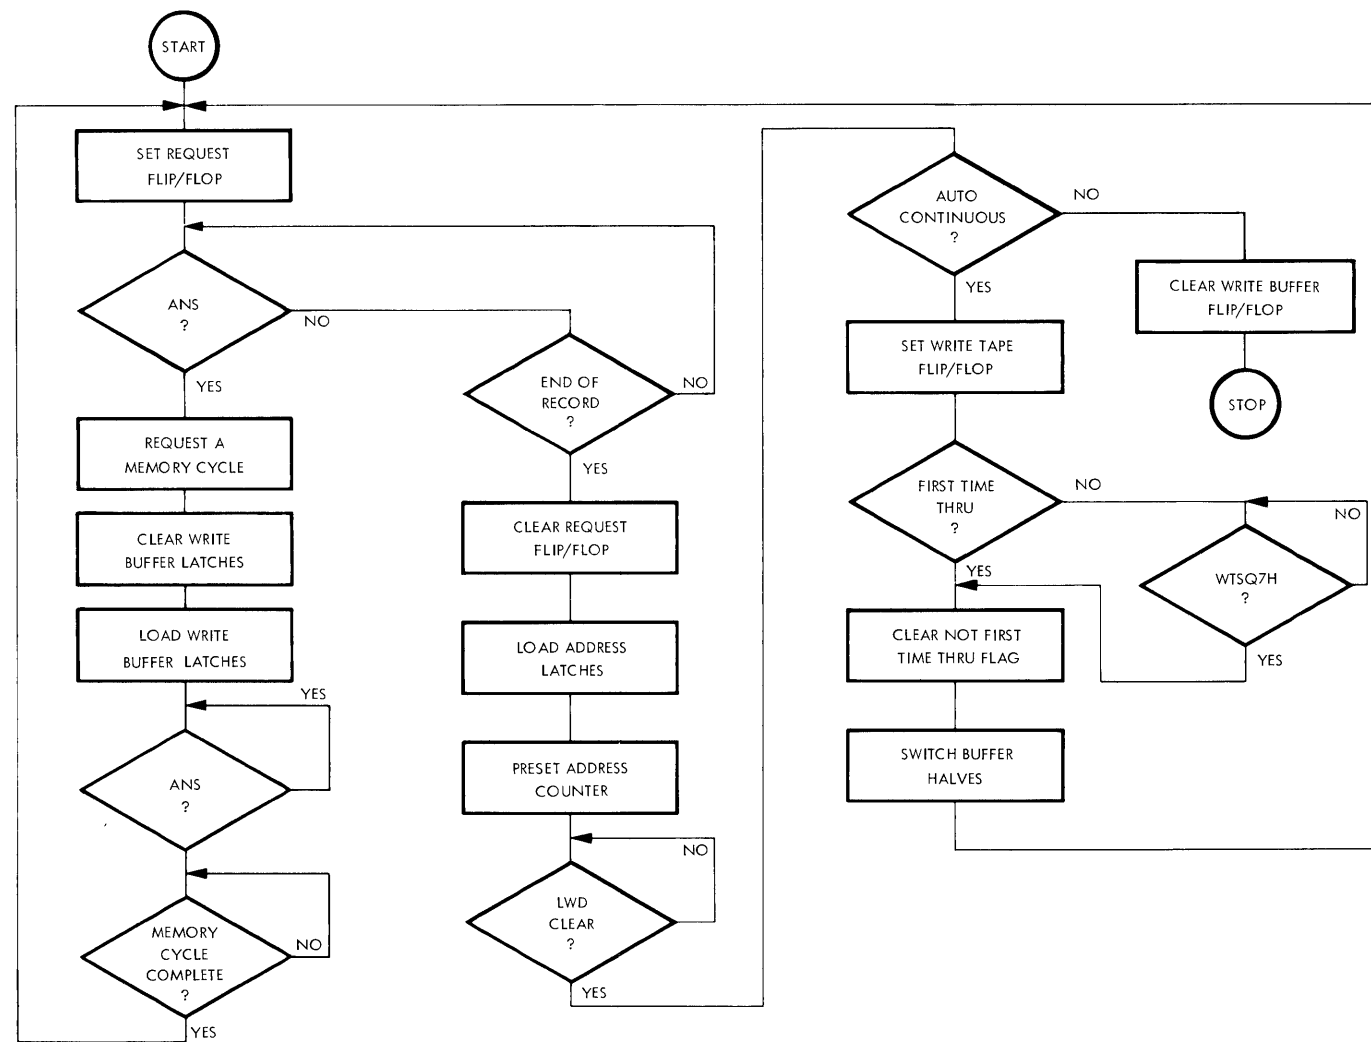 START
SET REQUEST
FLIP/FLOP
ANS
?
NO
YES
REQUEST A
MEMORY CYCLE
CLEAR WRITE
BUFFER LATCHES
LOAD WRITE
BUFFER LATCHES
YES
ANS
?
MEMORY
CYCLE
COMPLETE
?
NO
YES
END OF
RECORD
?
NO
YES
CLEAR REQUEST
FLIP/FLOP
LOAD ADDRESS
LATCHES
PRESET ADDRESS
COUNTER
NO
LWD
CLEAR
?
YES
AUTO
CONTINUOUS
?
NO
YES
CLEAR WRITE BUFFER
FLIP/FLOP
STOP
SET WRITE TAPE
FLIP/FLOP
FIRST TIME
THRU
?
NO
YES
NO
WTSQ7H
?
YES
CLEAR NOT FIRST
TIME THRU FLAG
SWITCH BUFFER
HALVES